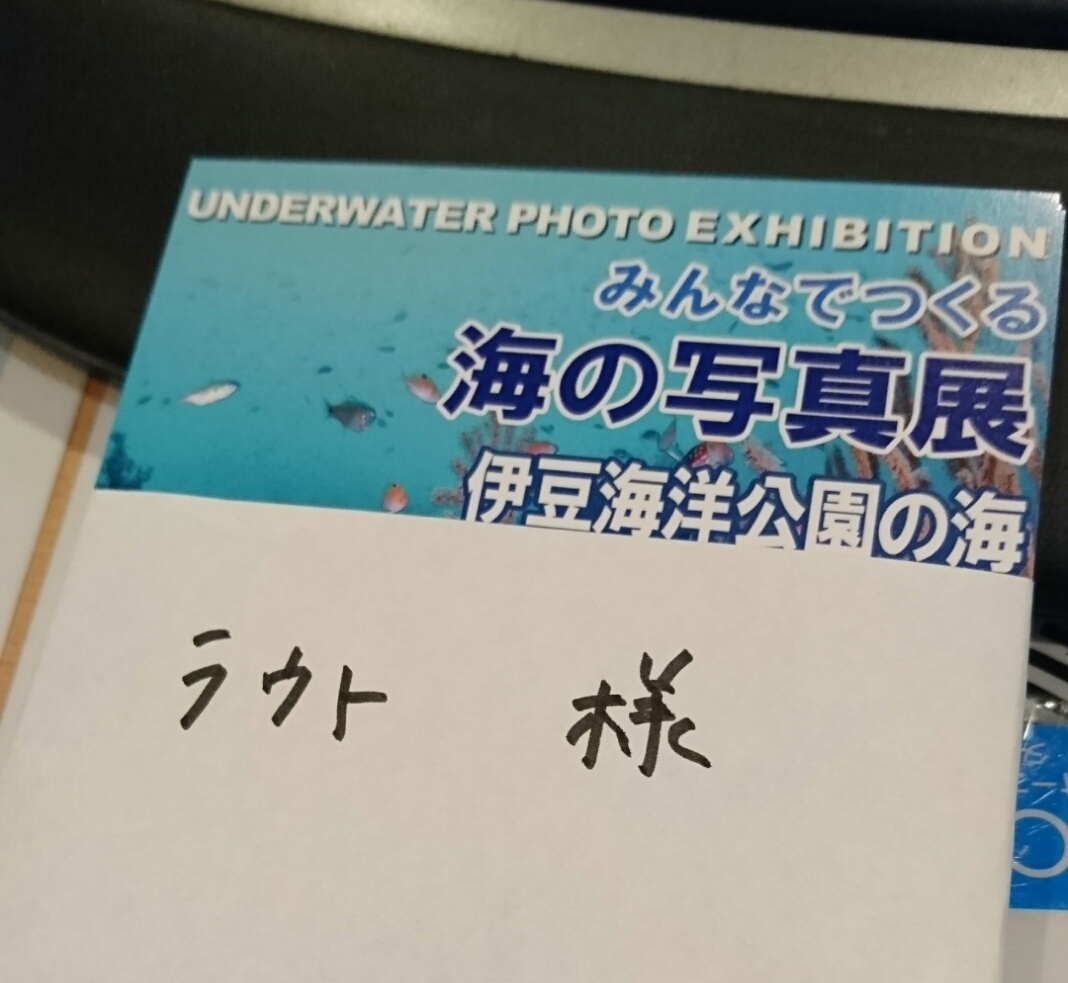 UNDERWATER PHOTO EXHIBITION
みんなでつくる
海の写真展
伊豆海洋公園の海
ラウト 様